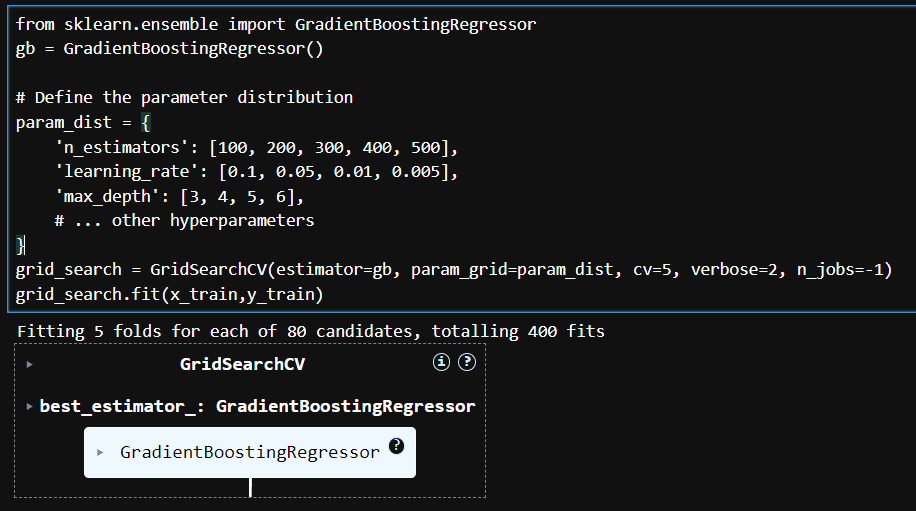 from sklearn.ensemble import GradientBoostingRegressor
gb = GradientBoostingRegressor()

# Define the parameter distribution
param_dist = {
    'n_estimators': [100, 200, 300, 400, 500],
    'learning_rate': [0.1, 0.05, 0.01, 0.005],
    'max_depth': [3, 4, 5, 6],
    # ... other hyperparameters
}
grid_search = GridSearchCV(estimator=gb, param_grid=param_dist, cv=5, verbose=2, n_jobs=-1)
grid_search.fit(x_train,y_train)
Fitting 5 folds for each of 80 candidates, totalling 400 fits
GridSearchCV i ?
best_estimator_: GradientBoostingRegressor
GradientBoostingRegressor ?